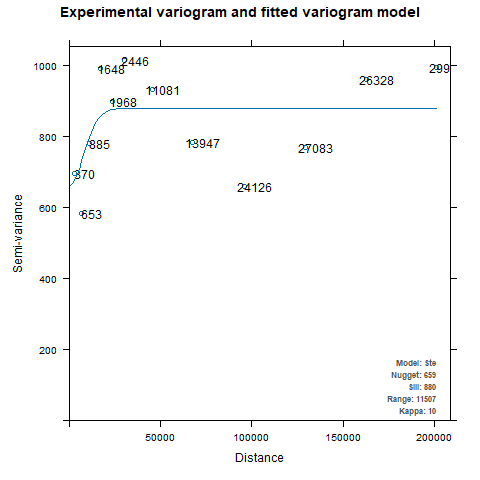 Experimental variogram and fitted variogram model
1000
800
600
400
200
Semi-variance
2446
1648
299
26328
11081
1968
885
13947
27083
370
24126
653
Model: Ste
Nugget: 659
Sill: 880
Range: 11507
Kappa: 10
50000 100000 150000 200000
Distance